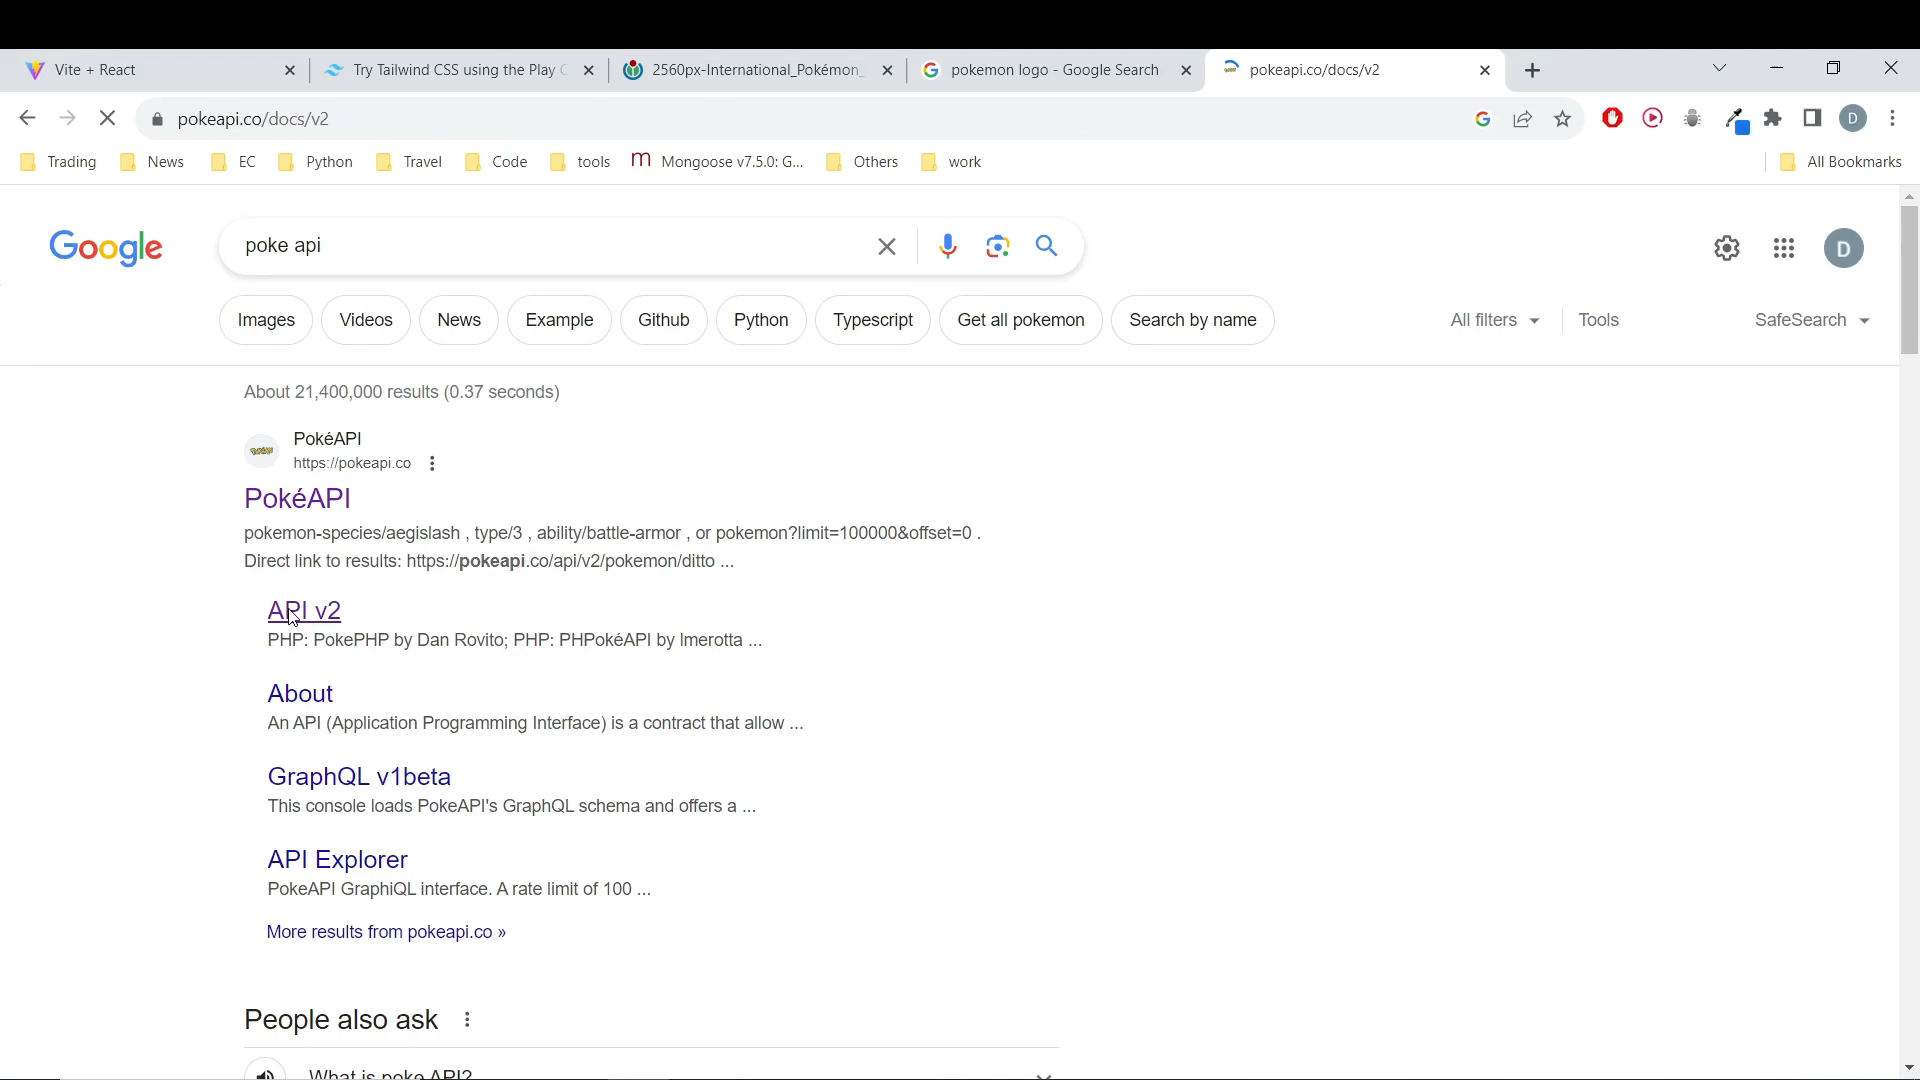 Vite + React
Try Tailwind CSS using the Play C
2560px-International_Pokémon_
pokemon logo - Google Search
pokeapi.co/docs/v2
pokeapi.co/docs/v2
D
Trading
News
EC
Python
Travel
Code
tools
Mongoose v7.5.0: G...
Others
work
All Bookmarks
Google
poke api
D
Images
Videos
News
Example
Github
Python
Typescript
Get all pokemon
Search by name
All filters
Tools
SafeSearch
About 21,400,000 results (0.37 seconds)
PokéAPI
https://pokeapi.co
PokéAPI
pokemon-species/aegislash , type/3 , ability/battle-armor , or pokemon?limit=100000&offset=0 .
Direct link to results: https://pokeapi.co/api/v2/pokemon/ditto ...
API v2
PHP: PokePHP by Dan Rovito; PHP: PHPokéAPI by lmerotta ...
About
An API (Application Programming Interface) is a contract that allow ...
GraphQL v1beta
This console loads PokeAPI's GraphQL schema and offers a ...
API Explorer
PokeAPI GraphiQL interface. A rate limit of 100 ...
More results from pokeapi.co »
People also ask
What is poke API?